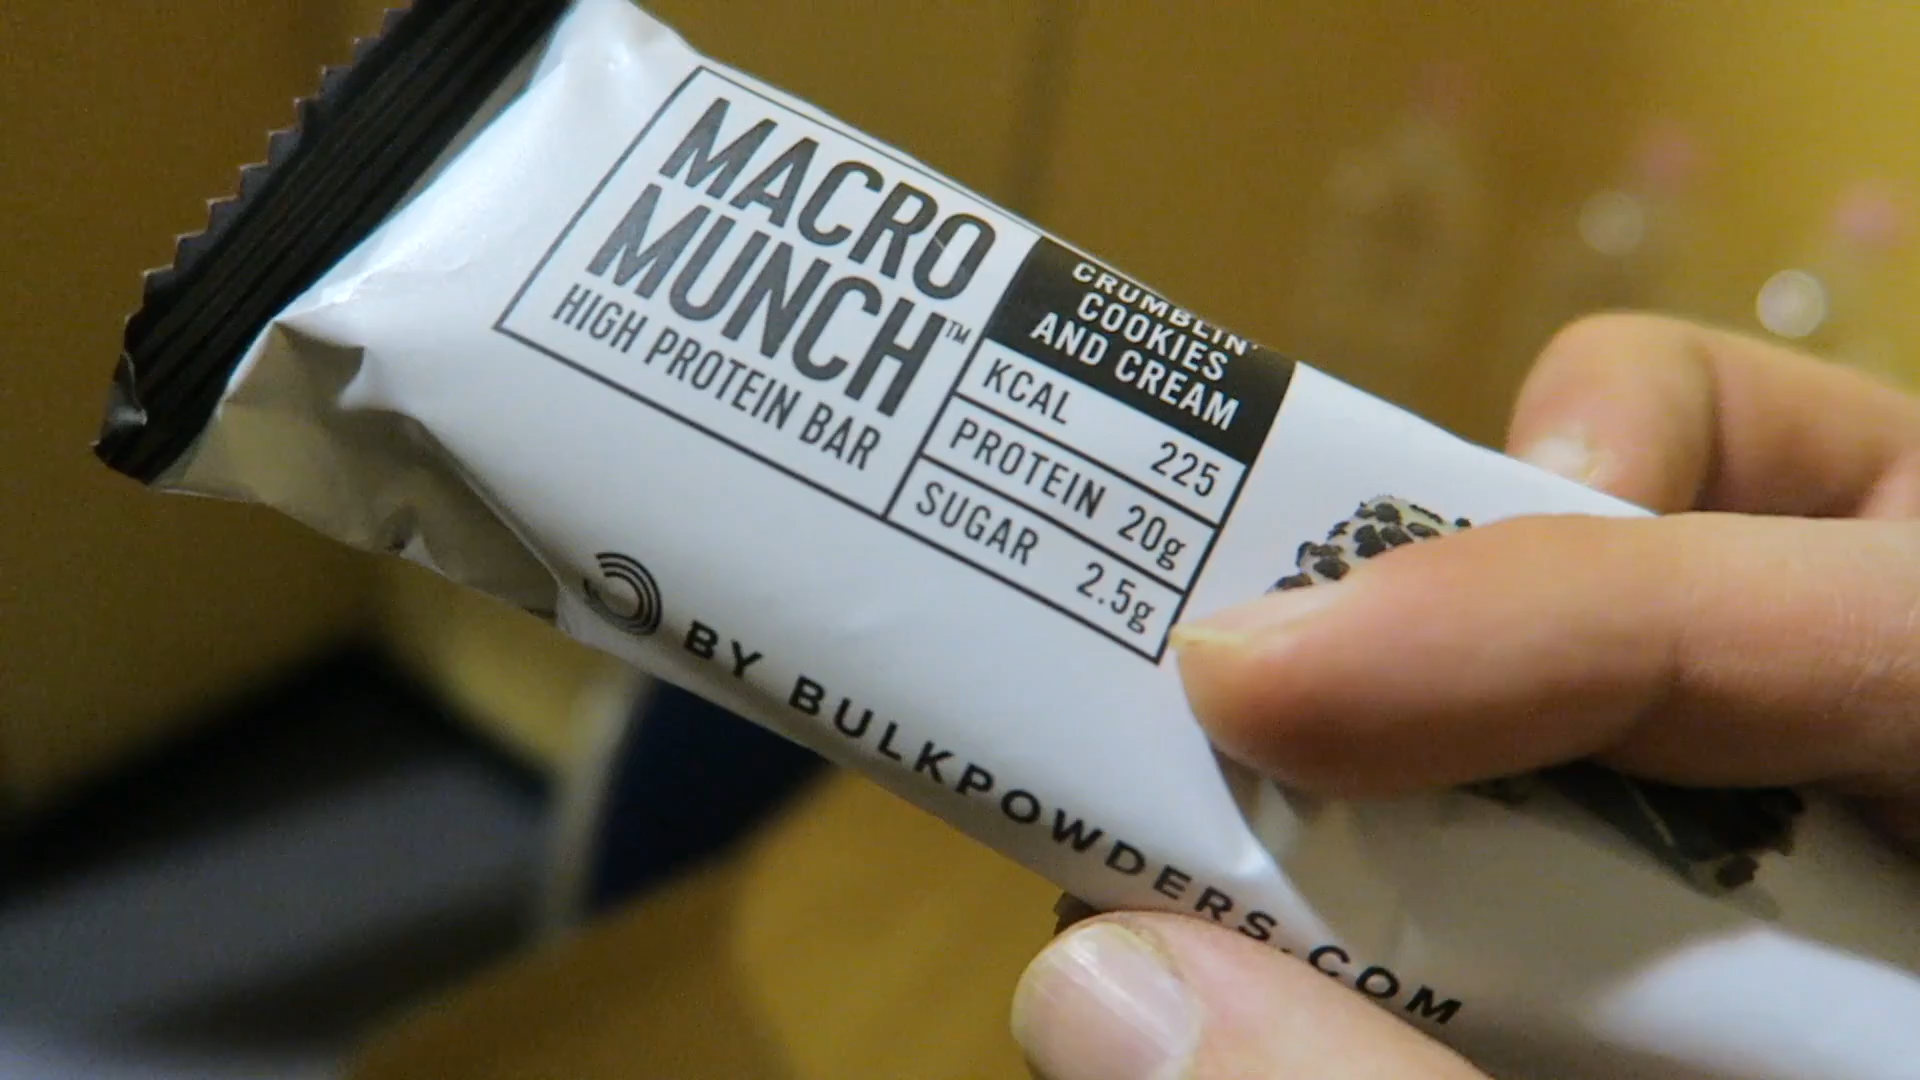 MACRO
MUNCH™
HIGH PROTEIN BAR
CRUMBLIN'
COOKIES
AND CREAM
KCAL 225
PROTEIN 20g
SUGAR 2.5g
BY BULKPOWDERS.COM